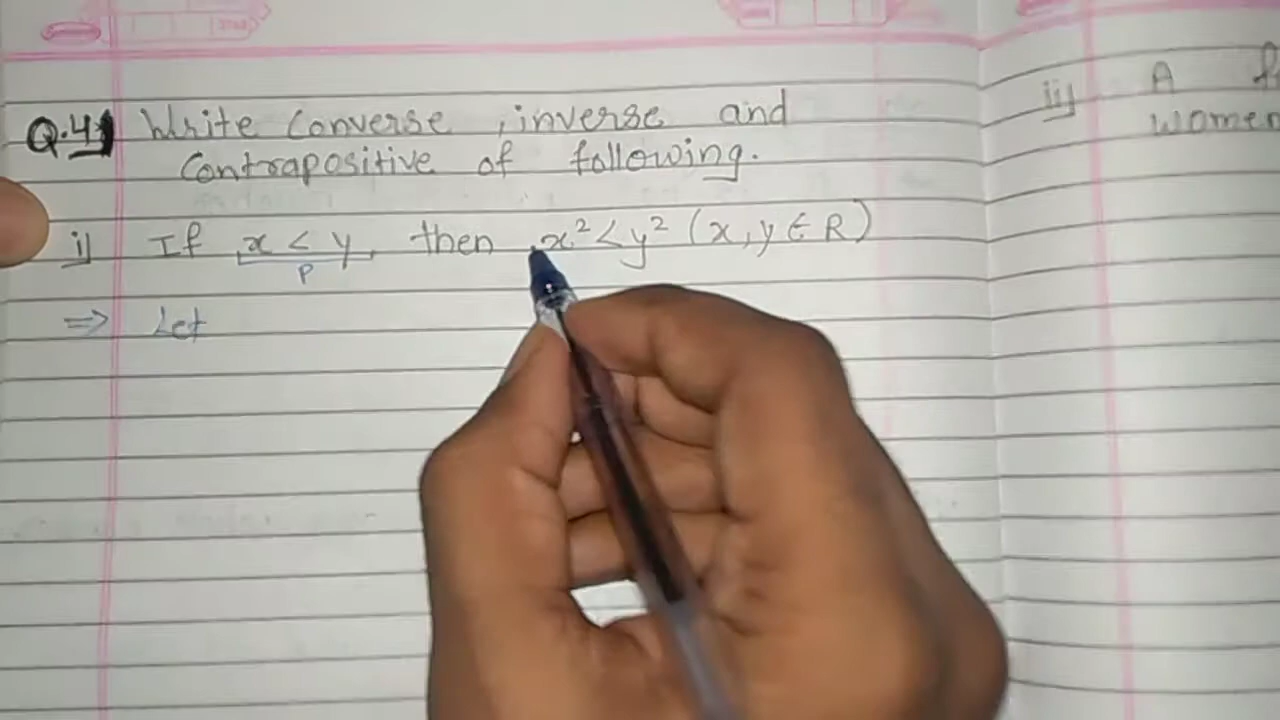 Q.4 Write Converse, inverse and
Contrapositive of following.
i) If x < y, then x² < y² (x, y ∈ R)
P
⇒ Let
ii) A
women